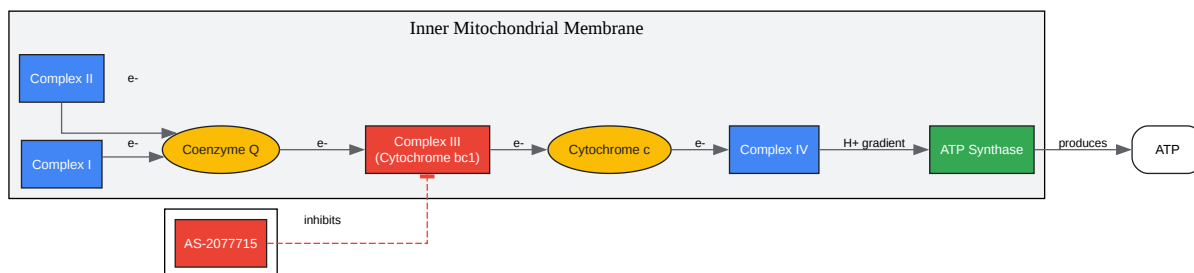 Inner Mitochondrial Membrane
Complex II
e-
Complex I
e-
Coenzyme Q
e-
Complex III
(Cytochrome bc1)
e-
Cytochrome c
e-
Complex IV
H+ gradient
ATP Synthase
produces
ATP
inhibits
AS-2077715